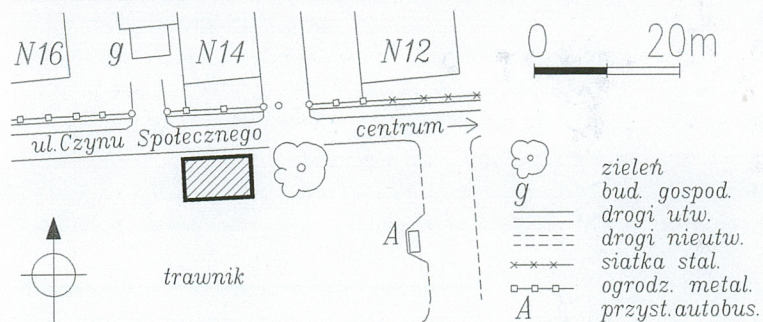 N16
g
N14
N12
0 20m
ul.Czynu Społecznego
centrum
A
trawnik
zieleń
g bud. gospod.
drogi utw.
drogi nieutw.
siatka stal.
ogrodz. metal.
A przyst.autobus.